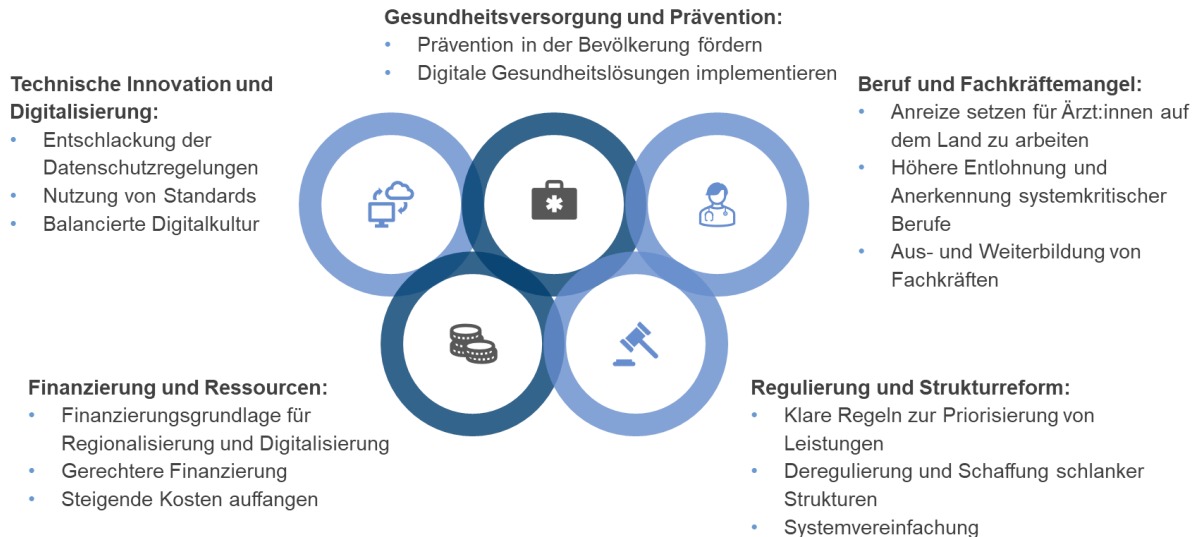 Gesundheitsversorgung und Prävention:
• Prävention in der Bevölkerung fördern
• Digitale Gesundheitslösungen implementieren
Technische Innovation und
Digitalisierung:
• Entschlackung der
Datenschutzregelungen
• Nutzung von Standards
• Balancierte Digitalkultur
Beruf und Fachkräftemangel:
• Anreize setzen für Ärzt:innen auf
dem Land zu arbeiten
• Höhere Entlohnung und
Anerkennung systemkritischer
Berufe
• Aus- und Weiterbildung von
Fachkräften
Finanzierung und Ressourcen:
• Finanzierungsgrundlage für
Regionalisierung und Digitalisierung
• Gerechtere Finanzierung
• Steigende Kosten auffangen
Regulierung und Strukturreform:
• Klare Regeln zur Priorisierung von
Leistungen
• Deregulierung und Schaffung schlanker
Strukturen
• Systemvereinfachung